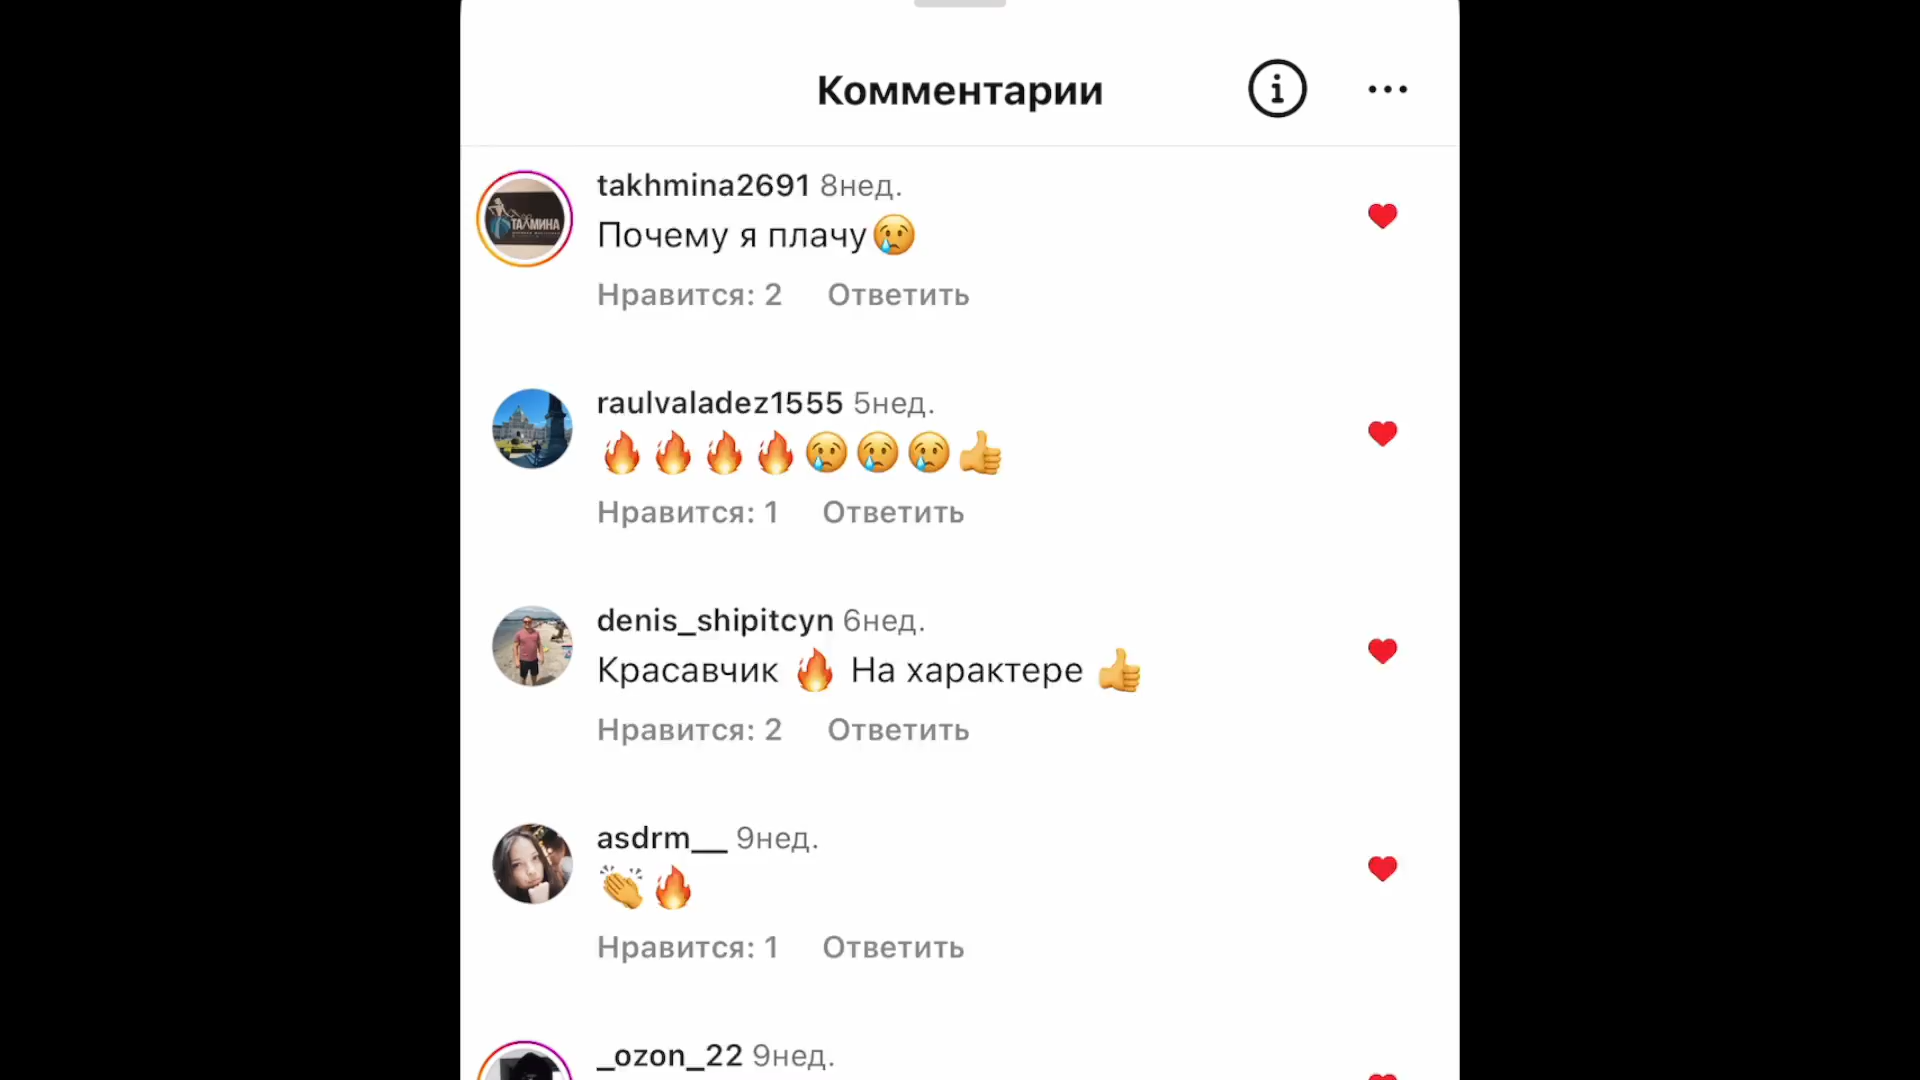 Комментарии
takhmina2691 8нед.
ТАХМИНА
Почему я плачу😢
Нравится: 2 Ответить
raulvaladez1555 5нед.
🔥🔥🔥🔥😢😢😢👍
Нравится: 1 Ответить
denis_shipitcyn 6нед.
Красавчик 🔥 На характере 👍
Нравится: 2 Ответить
asdrm__ 9нед.
👏🔥
Нравится: 1 Ответить
_ozon_22 9нед.